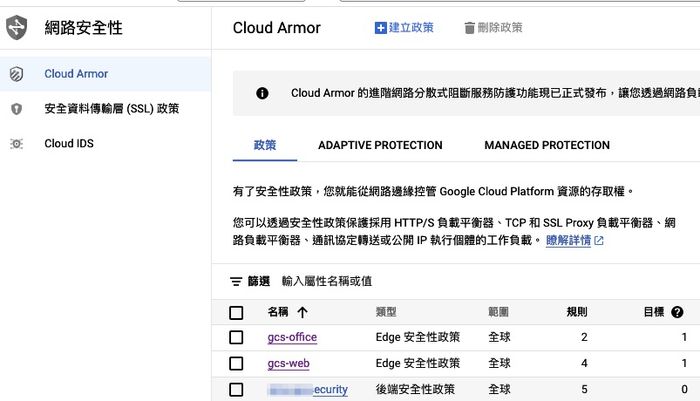 網路安全性
Cloud Armor
建立政策
刪除政策
Cloud Armor
安全資料傳輸層 (SSL) 政策
Cloud IDS
Cloud Armor 的進階網路分散式阻斷服務防護功能現已正式發布，讓您透過網路負
政策 ADAPTIVE PROTECTION MANAGED PROTECTION
有了安全性政策，您就能從網路邊緣控管 Google Cloud Platform 資源的存取權。
您可以透過安全性政策保護採用 HTTP/S 負載平衡器、TCP 和 SSL Proxy 負載平衡器、網
路負載平衡器、通訊協定轉送或公開 IP 執行個體的工作負載。 瞭解詳情
篩選 輸入屬性名稱或值
名稱 ↑ 類型 範圍 規則 目標
gcs-office Edge 安全性政策 全球 2 1
gcs-web Edge 安全性政策 全球 4 1
ecurity 後端安全性政策 全球 5 0